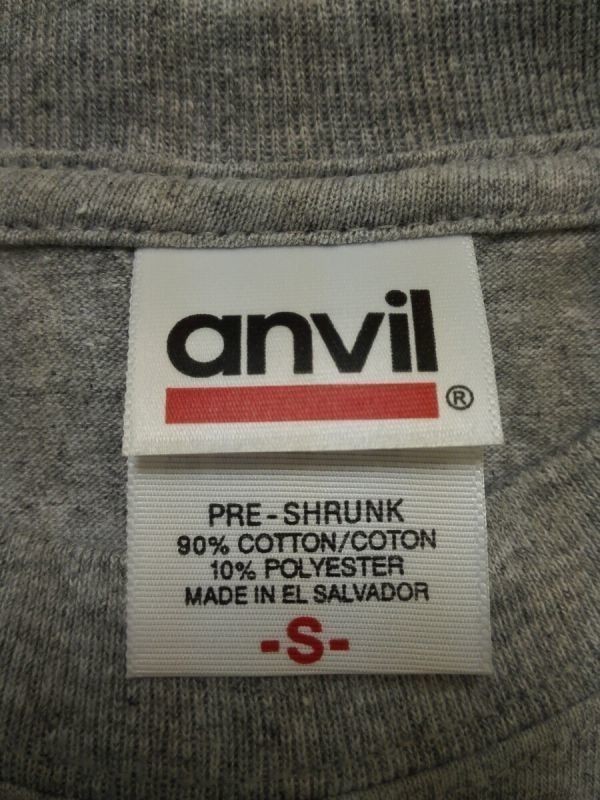 anvil
®
PRE-SHRUNK
90% COTTON/COTON
10% POLYESTER
MADE IN EL SALVADOR
-S-